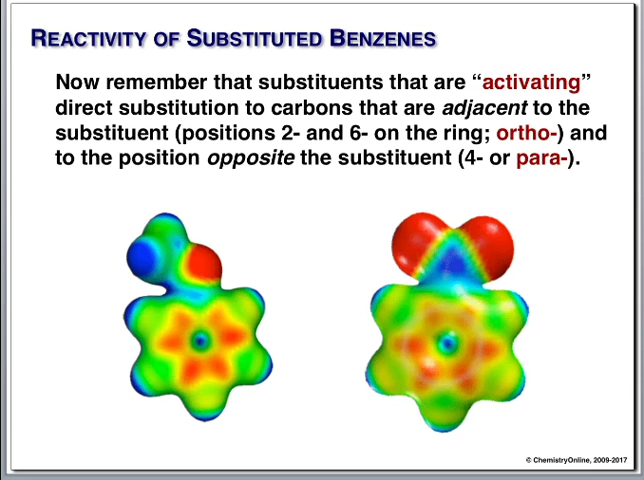 REACTIVITY OF SUBSTITUTED BENZENES
Now remember that substituents that are “activating”
direct substitution to carbons that are adjacent to the
substituent (positions 2- and 6- on the ring; ortho-) and
to the position opposite the substituent (4- or para-).
© ChemistryOnline, 2009-2017